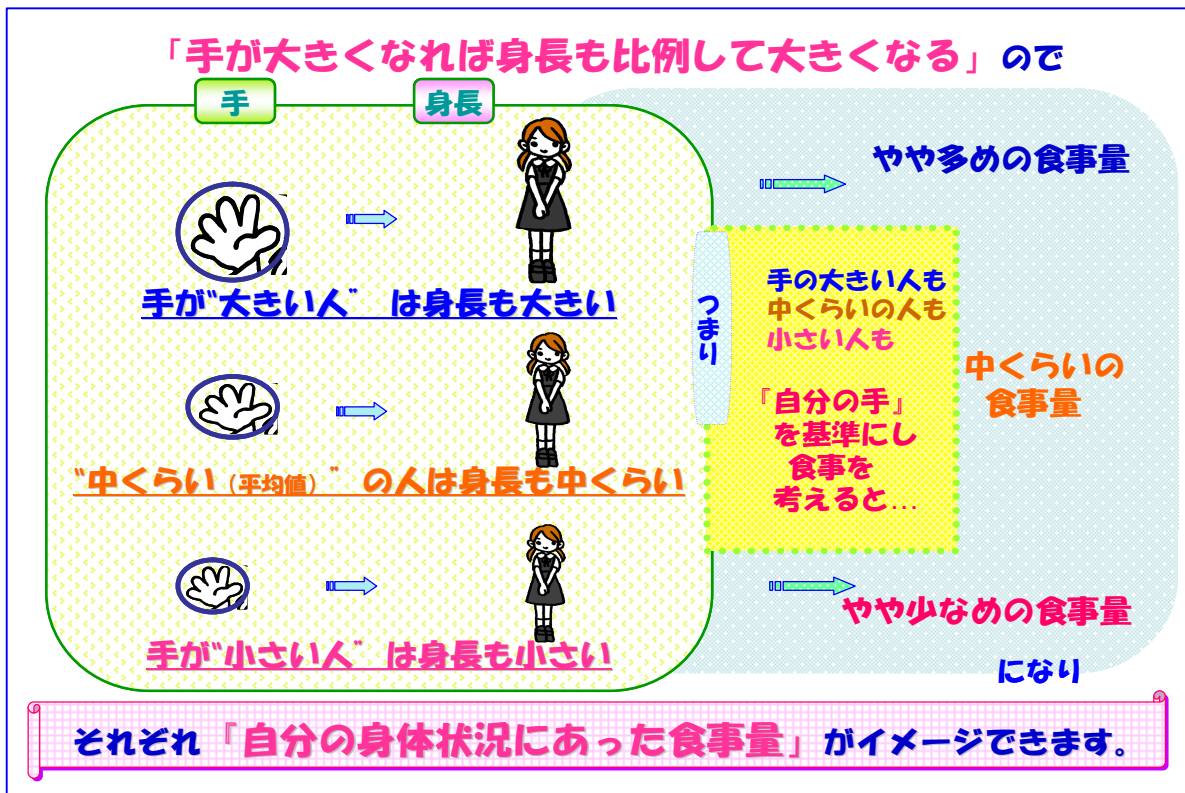 「手が大きくなれば身長も比例して大きくなる」ので
手
身長
手が"大きい人" は身長も大きい
"中くらい（平均値）" の人は身長も中くらい
手が"小さい人" は身長も小さい
つまり
手の大きい人も
中くらいの人も
小さい人も
『自分の手』
を基準にし
食事を
考えると…
やや多めの食事量
中くらいの
食事量
やや少なめの食事量
になり
それぞれ『自分の身体状況にあった食事量』がイメージできます。